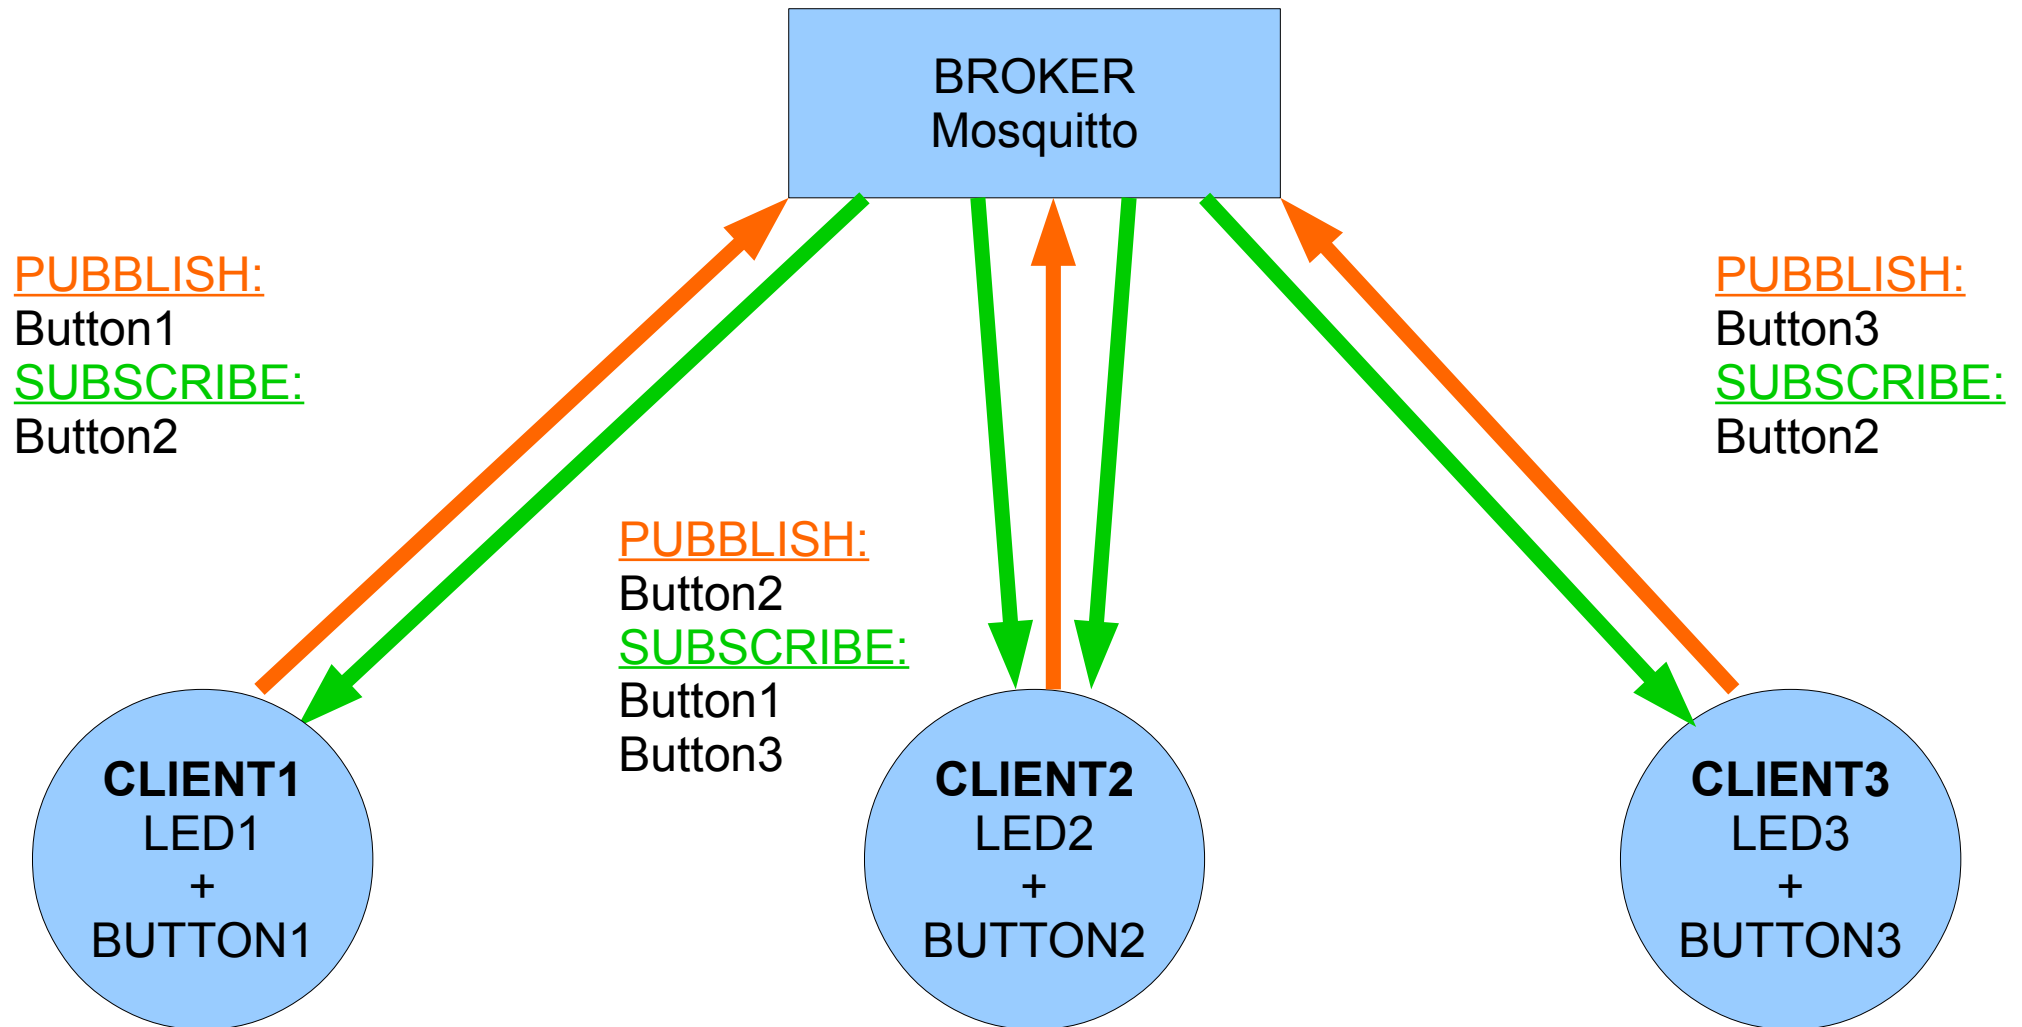 BROKER
Mosquitto
PUBBLISH:
Button1
SUBSCRIBE:
Button2
PUBBLISH:
Button3
SUBSCRIBE:
Button2
PUBBLISH:
Button2
SUBSCRIBE:
Button1
Button3
CLIENT1
LED1
+
BUTTON1
CLIENT2
LED2
+
BUTTON2
CLIENT3
LED3
+
BUTTON3